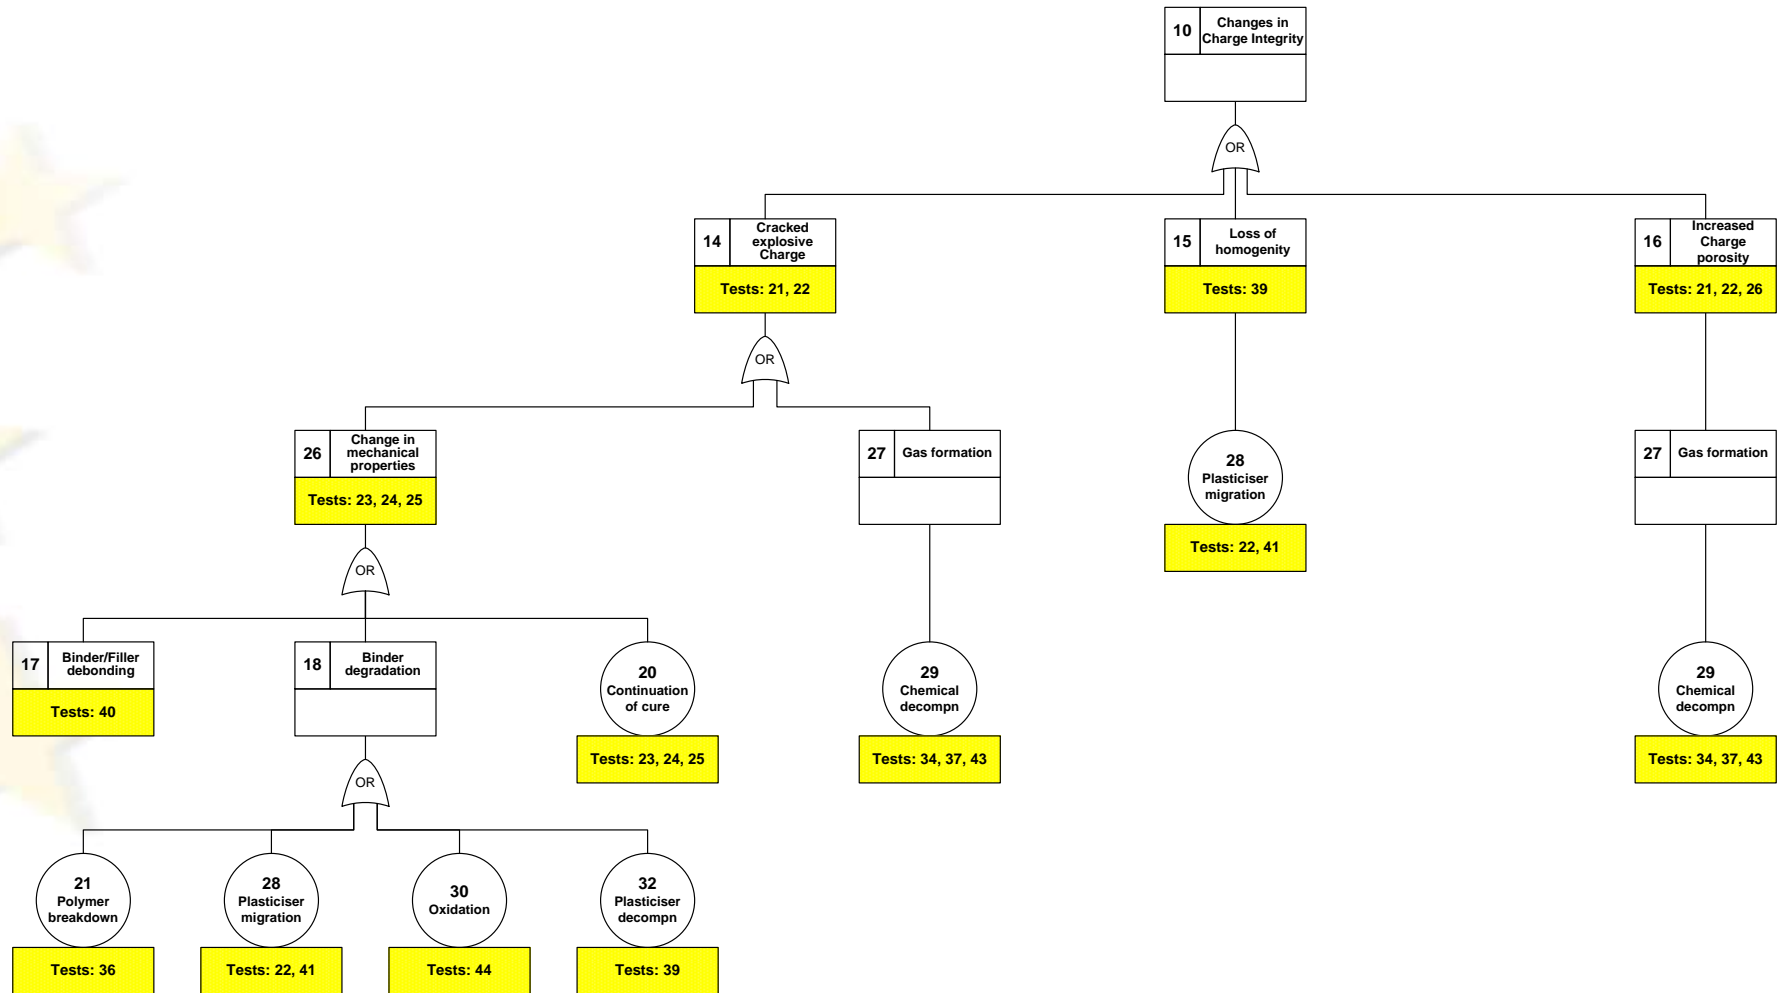 10
Changes in
Charge Integrity
OR
14
Cracked
explosive
Charge
Tests: 21, 22
15
Loss of
homogenity
Tests: 39
16
Increased
Charge
porosity
Tests: 21, 22, 26
OR
26
Change in
mechanical
properties
Tests: 23, 24, 25
27
Gas formation
28
Plasticiser
migration
Tests: 22, 41
27
Gas formation
OR
17
Binder/Filler
debonding
Tests: 40
18
Binder
degradation
20
Continuation
of cure
Tests: 23, 24, 25
29
Chemical
decompn
Tests: 34, 37, 43
29
Chemical
decompn
Tests: 34, 37, 43
OR
21
Polymer
breakdown
Tests: 36
28
Plasticiser
migration
Tests: 22, 41
30
Oxidation
Tests: 44
32
Plasticiser
decompn
Tests: 39